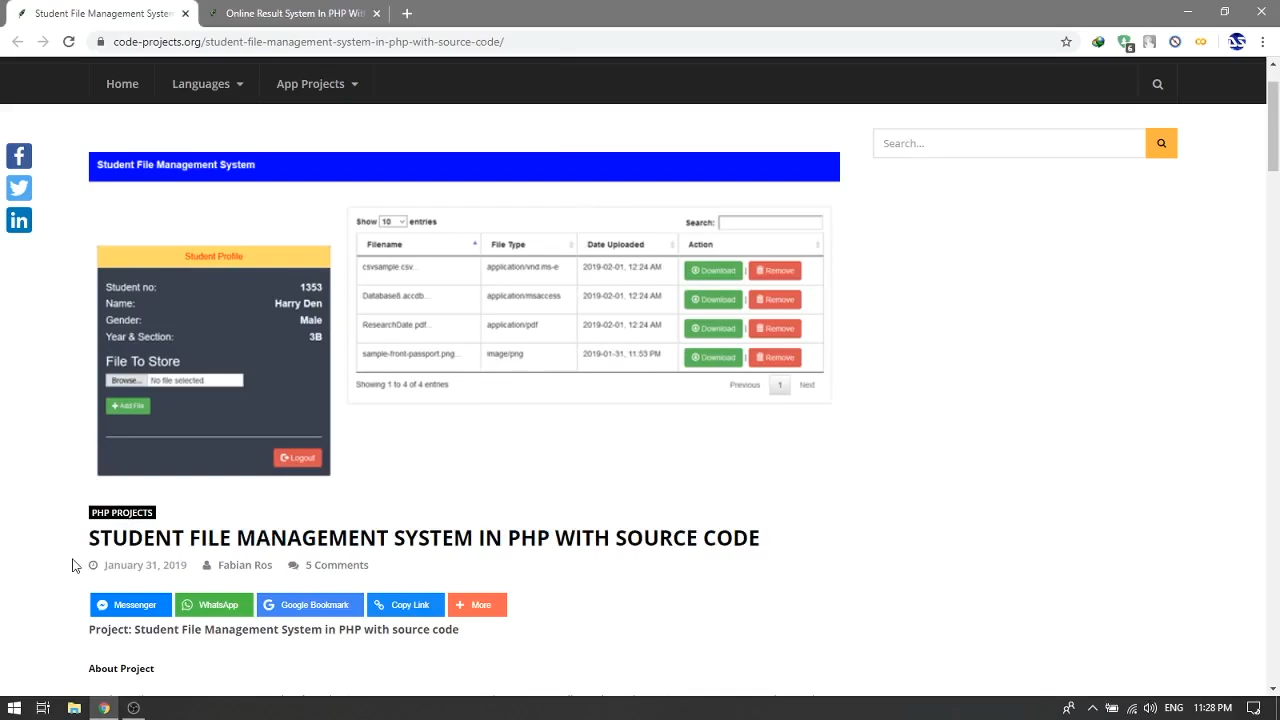 Student File Managemen
Online Result System In PHP Wit
code-projects.org/student-file-management-system-in-php-with-source-code/
6
Home
Languages
App Projects
Search...
Student File Management System
Show 10 entries
Search:
Filename File Type Date Uploaded Action
csvsample.csv... application/vnd.ms-e 2019-02-01, 12:24 AM Download | Remove
Database8.accdb... application/msaccess 2019-02-01, 12:24 AM Download | Remove
ResearchDate.pdf... application/pdf 2019-02-01, 12:24 AM Download | Remove
sample-front-passport.png... image/png 2019-01-31, 11:53 PM Download | Remove
Showing 1 to 4 of 4 entries
Previous 1 Next
Student Profile
Student no: 1353
Name: Harry Den
Gender: Male
Year & Section: 3B
File To Store
Browse... No file selected.
Add File
Logout
PHP PROJECTS
STUDENT FILE MANAGEMENT SYSTEM IN PHP WITH SOURCE CODE
January 31, 2019 Fabian Ros 5 Comments
Messenger WhatsApp Google Bookmark Copy Link More
Project: Student File Management System in PHP with source code
About Project
ENG 11:28 PM